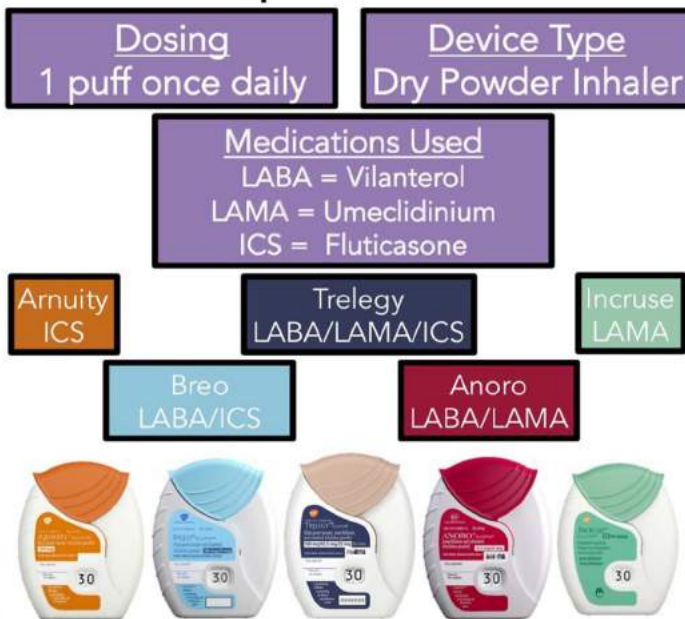 Dosing
1 puff once daily
Device Type
Dry Powder Inhaler
Medications Used
LABA = Vilanterol
LAMA = Umeclidinium
ICS = Fluticasone
Arnuity
ICS
Trelegy
LABA/LAMA/ICS
Incruse
LAMA
Breo
LABA/ICS
Anoro
LABA/LAMA
30
30
30
ANORO
30
30